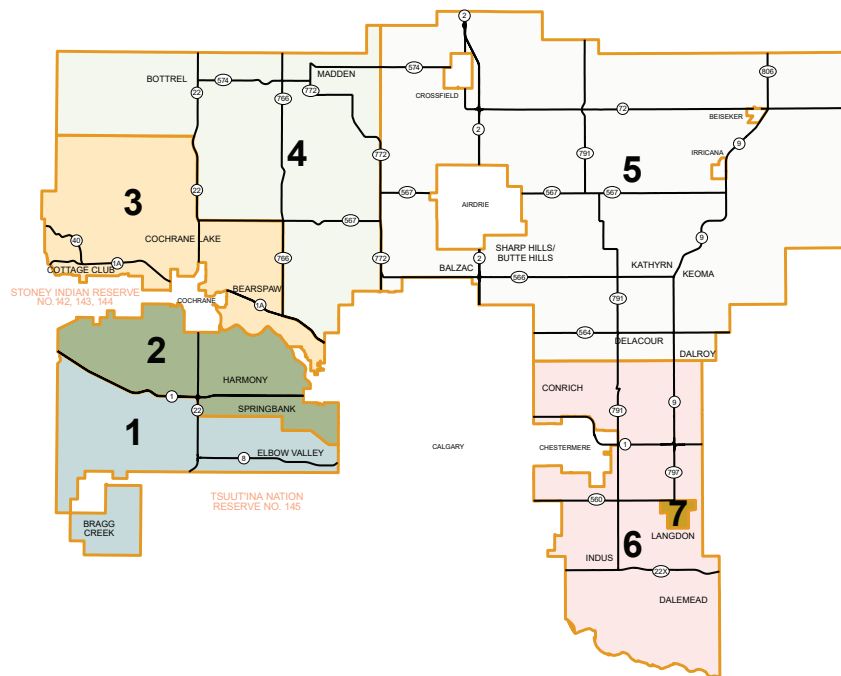 2
BOTTREL
574
MADDEN
574
806
22
766
772
CROSSFIELD
72
BEISEKER
2
9
4
772
791
5
IRRICANA
3
22
567
AIRDRIE
567
567
40
COCHRANE LAKE
567
9
1A
COTTAGE CLUB
766
772
2
SHARP HILLS/
BUTTE HILLS
BALZAC
566
KATHYRN
KEOMA
STONEY INDIAN RESERVE
NO.142, 143, 144
COCHRANE
BEARSPAW
1A
791
564
DELACOUR
DALROY
2
HARMONY
CONRICH
1
22
SPRINGBANK
791
9
1
ELBOW VALLEY
8
CALGARY
CHESTERMERE
1
797
TSUUT'INA NATION
RESERVE NO. 145
560
7
BRAGG
CREEK
LANGDON
6
INDUS
22X
DALEMEAD